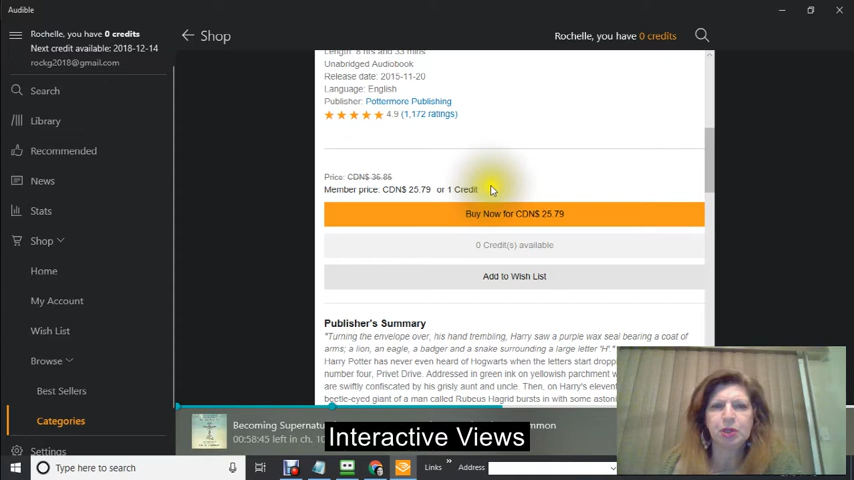 Audible
Rochelle, you have 0 credits
Next credit available: 2018-12-14
rockg2018@gmail.com
Search
Library
Recommended
News
Stats
Shop
Home
My Account
Wish List
Browse
Best Sellers
Categories
Settings
Shop
Rochelle, you have 0 credits
Length: 8 hrs and 33 mins
Unabridged Audiobook
Release date: 2015-11-20
Language: English
Publisher: Pottermore Publishing
4.9 (1,172 ratings)
Price: CDN$ 36.85
Member price: CDN$ 25.79 or 1 Credit
Buy Now for CDN$ 25.79
0 Credit(s) available
Add to Wish List
Publisher's Summary
"Turning the envelope over, his hand trembling, Harry saw a purple wax seal bearing a coat of
arms; a lion, an eagle, a badger and a snake surrounding a large letter 'H'."
Harry Potter has never even heard of Hogwarts when the letters start
number four, Privet Drive. Addressed in green ink on yellowish parchment
are swiftly confiscated by his grisly aunt and uncle. Then, on Harry's
beetle-eyed giant of a man called Rubeus Hagrid bursts in with some
Becoming
00:58:45 left in ch. 10
Interactive Views
Type here to search
Links
Address